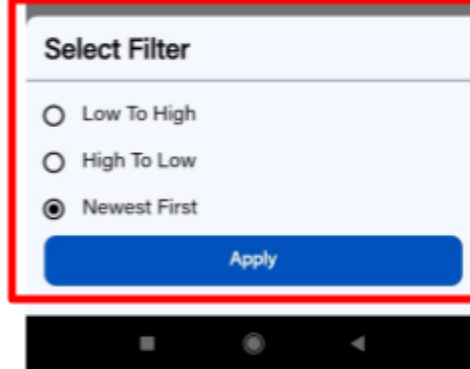 Select Filter
Low To High
High To Low
Newest First
Apply